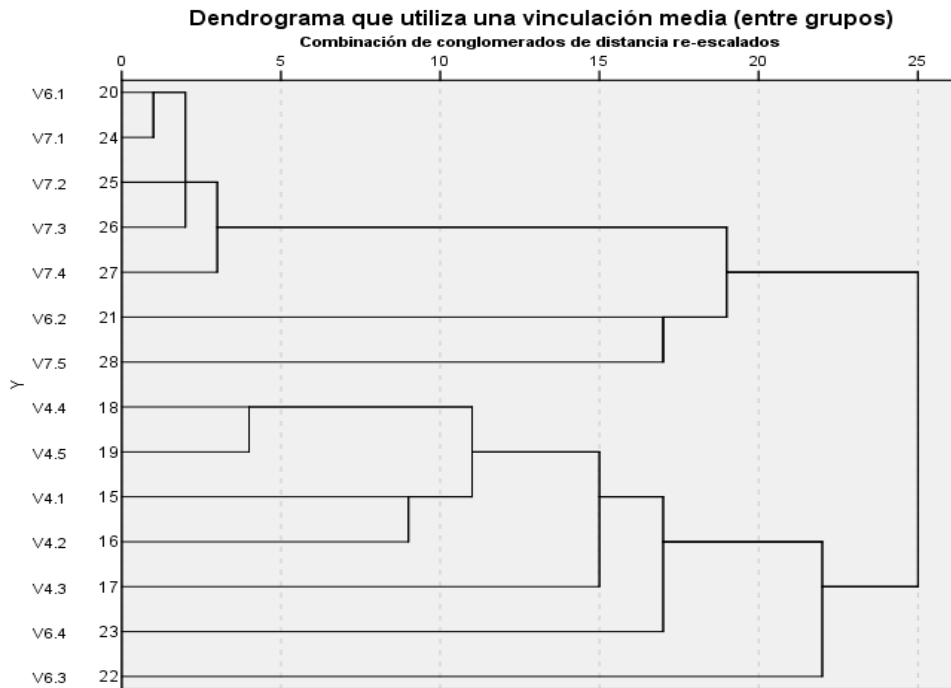 Dendrograma que utiliza una vinculación media (entre grupos)
Combinación de conglomerados de distancia re-escalados
0 5 10 15 20 25
V6.1 20
V7.1 24
V7.2 25
V7.3 26
V7.4 27
V6.2 21
V7.5 28
Y
V4.4 18
V4.5 19
V4.1 15
V4.2 16
V4.3 17
V6.4 23
V6.3 22